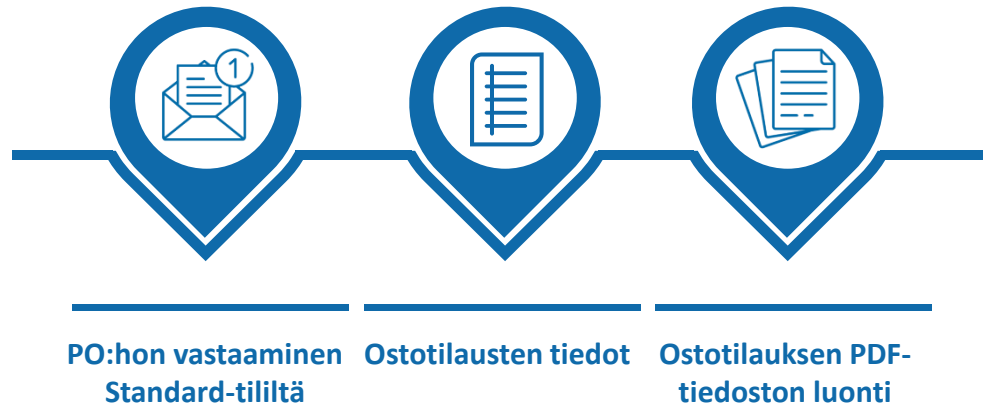 1
PO:hon vastaaminen
Standard-tililtä
Ostotilausten tiedot
Ostotilauksen PDF-
tiedoston luonti